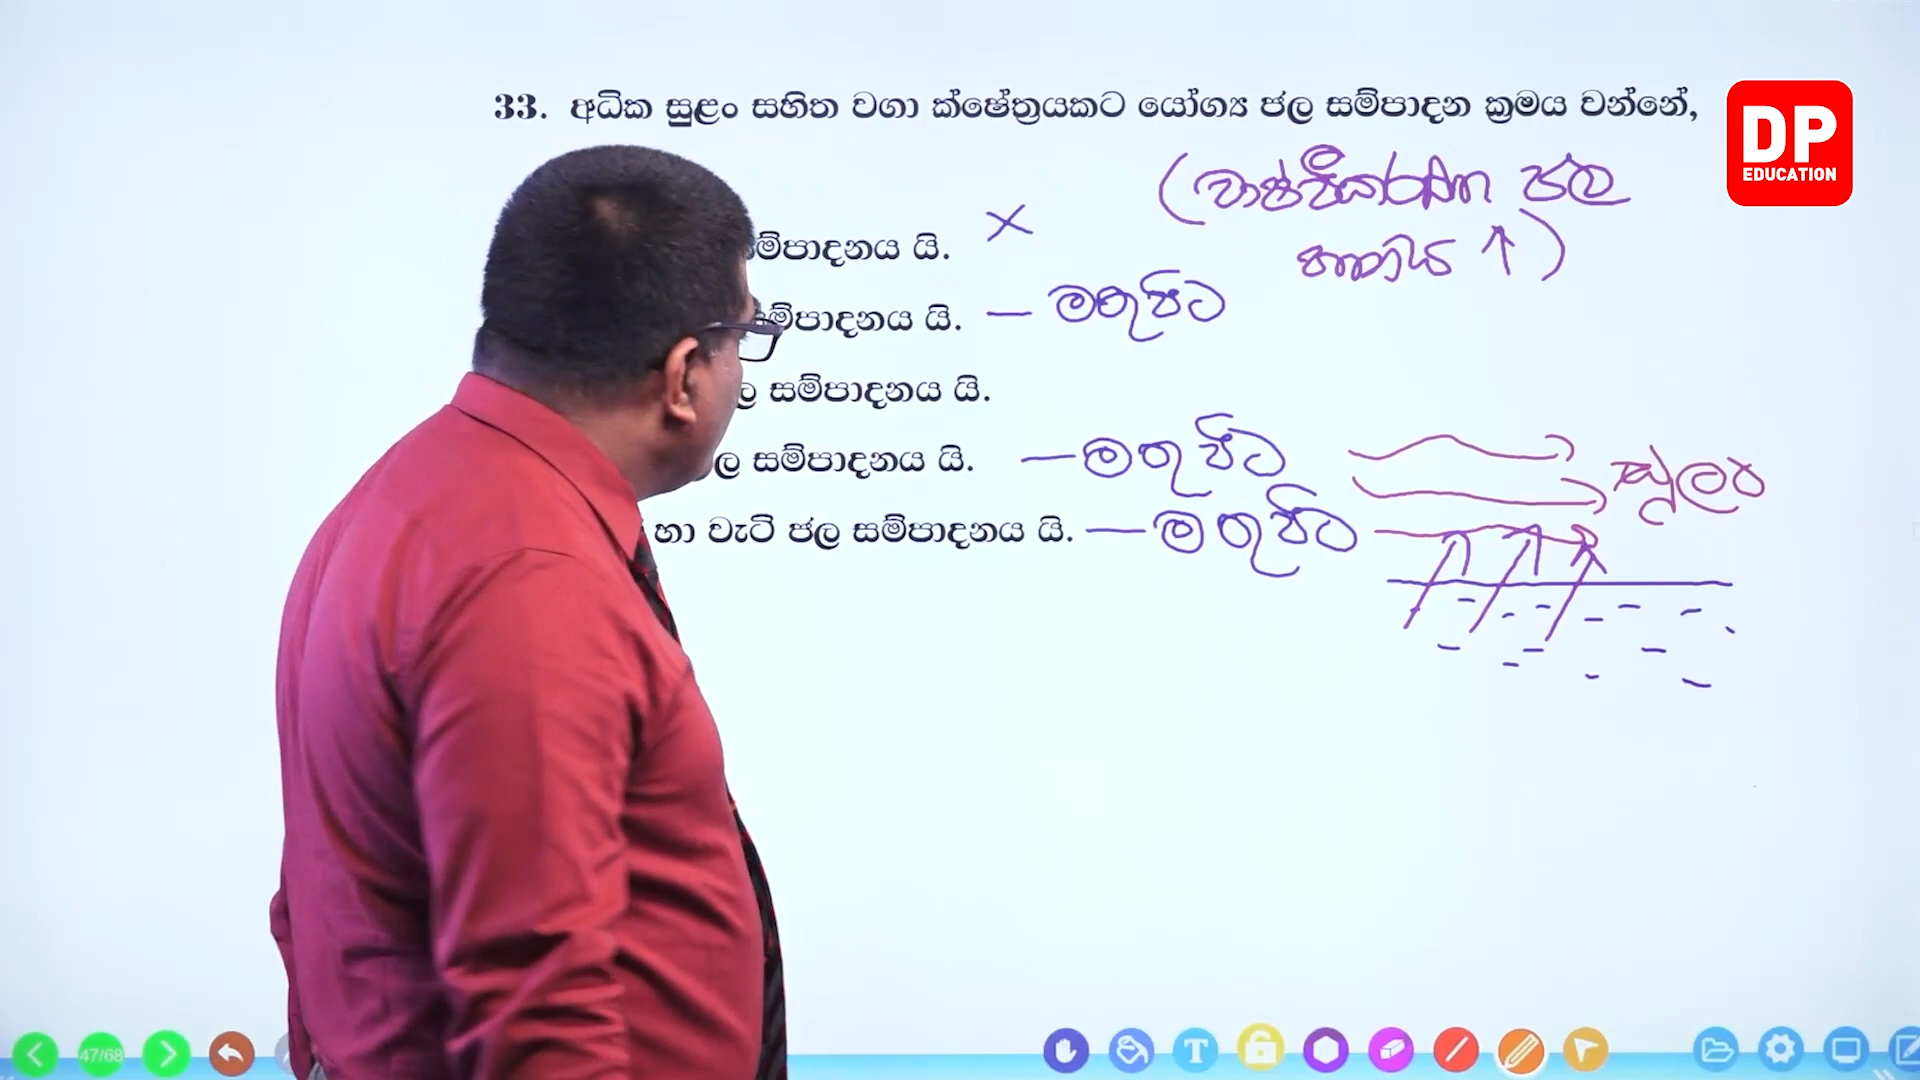 33. අධික සුළං සහිත වගා ක්ෂේත්‍රයකට යෝග්‍ය ජල සම්පාදන ක්‍රමය වන්නේ,
DP
EDUCATION
(වාෂ්පීකරණ ජල
හානිය ↑)
ම්පාදනය යි. ×
ම්පාදනය යි. — මතුපිට
ල සම්පාදනය යි.
ල සම්පාදනය යි. — මතුපිට
සුලං
හා වැටි ජල සම්පාදනය යි. — මතුපිට
47/68
T